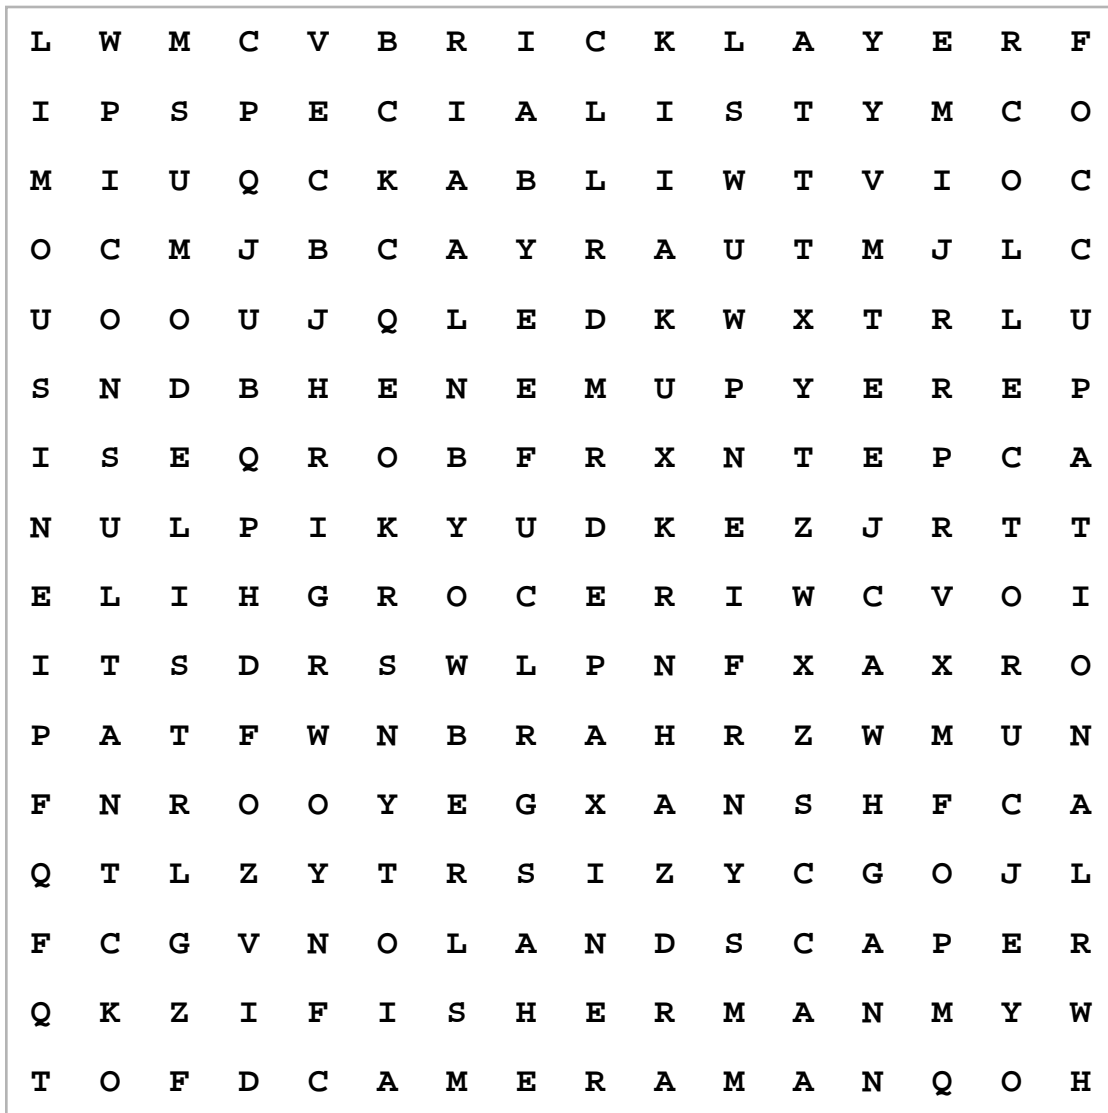 L W M C V B R I C K L A Y E R F
I P S P E C I A L I S T Y M C O
M I U Q C K A B L I W T V I O C
O C M J B C A Y R A U T M J L C
U O O U J Q L E D K W X T R L U
S N D B H E N E M U P Y E R E P
I S E Q R O B F R X N T E P C A
N U L P I K Y U D K E Z J R T T
E L I H G R O C E R I W C V O I
I T S D R S W L P N F X A X R O
P A T F W N B R A H R Z W M U N
F N R O O Y E G X A N S H F C A
Q T L Z Y T R S I Z Y C G O J L
F C G V N O L A N D S C A P E R
Q K Z I F I S H E R M A N M Y W
T O F D C A M E R A M A N Q O H